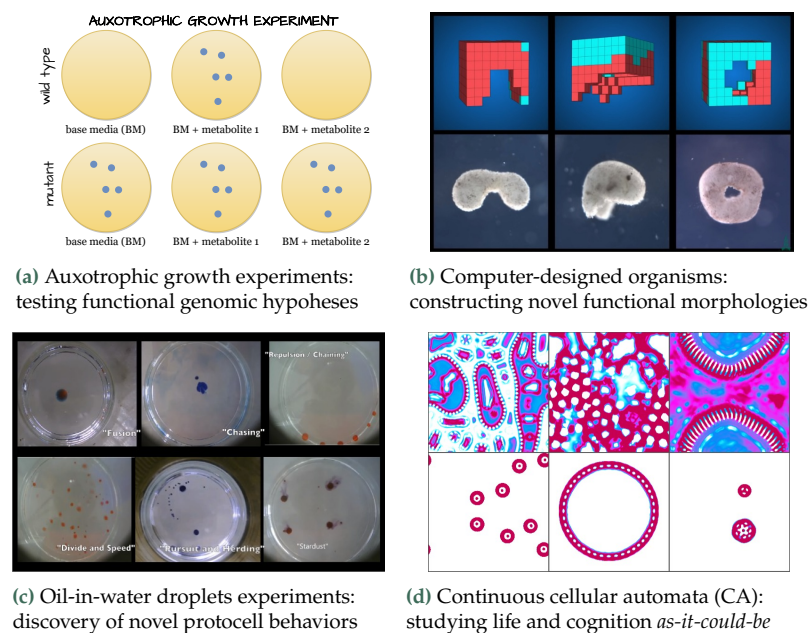 AUXOTROPHIC GROWTH EXPERIMENT
wild type
base media (BM)
BM + metabolite 1
BM + metabolite 2
mutant
base media (BM)
BM + metabolite 1
BM + metabolite 2
(a) Auxotrophic growth experiments:
testing functional genomic hypoheses
(b) Computer-designed organisms:
constructing novel functional morphologies
"Fusion"
"Chasing"
"Repulsion / Chaining"
"Divide and Speed"
"Pursuit and Herding"
"Stardust"
(c) Oil-in-water droplets experiments:
discovery of novel protocell behaviors
(d) Continuous cellular automata (CA):
studying life and cognition as-it-could-be